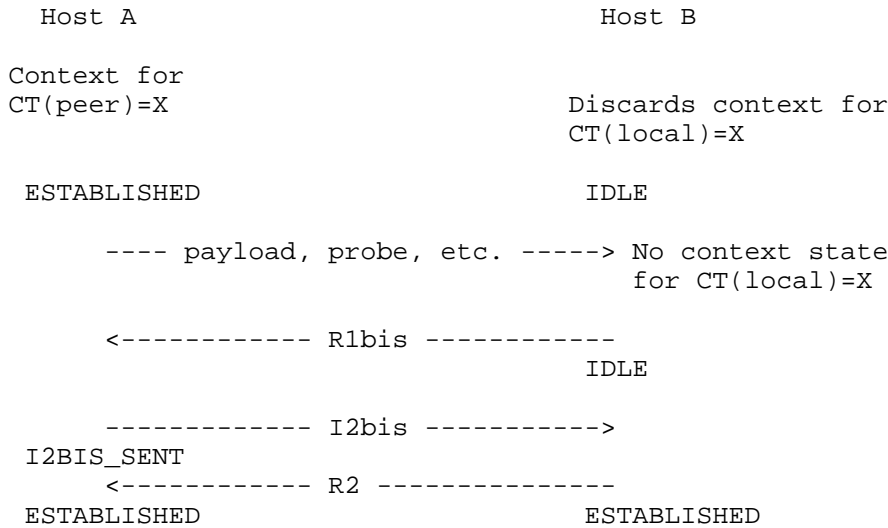 Host A                              Host B
Context for
CT(peer)=X                          Discards context for
                                    CT(local)=X
ESTABLISHED                         IDLE
---- payload, probe, etc. -----> No context state
                                 for CT(local)=X
<------------ R1bis ------------
                                    IDLE
------------- I2bis ----------->
I2BIS_SENT
<------------ R2 ---------------
ESTABLISHED                         ESTABLISHED